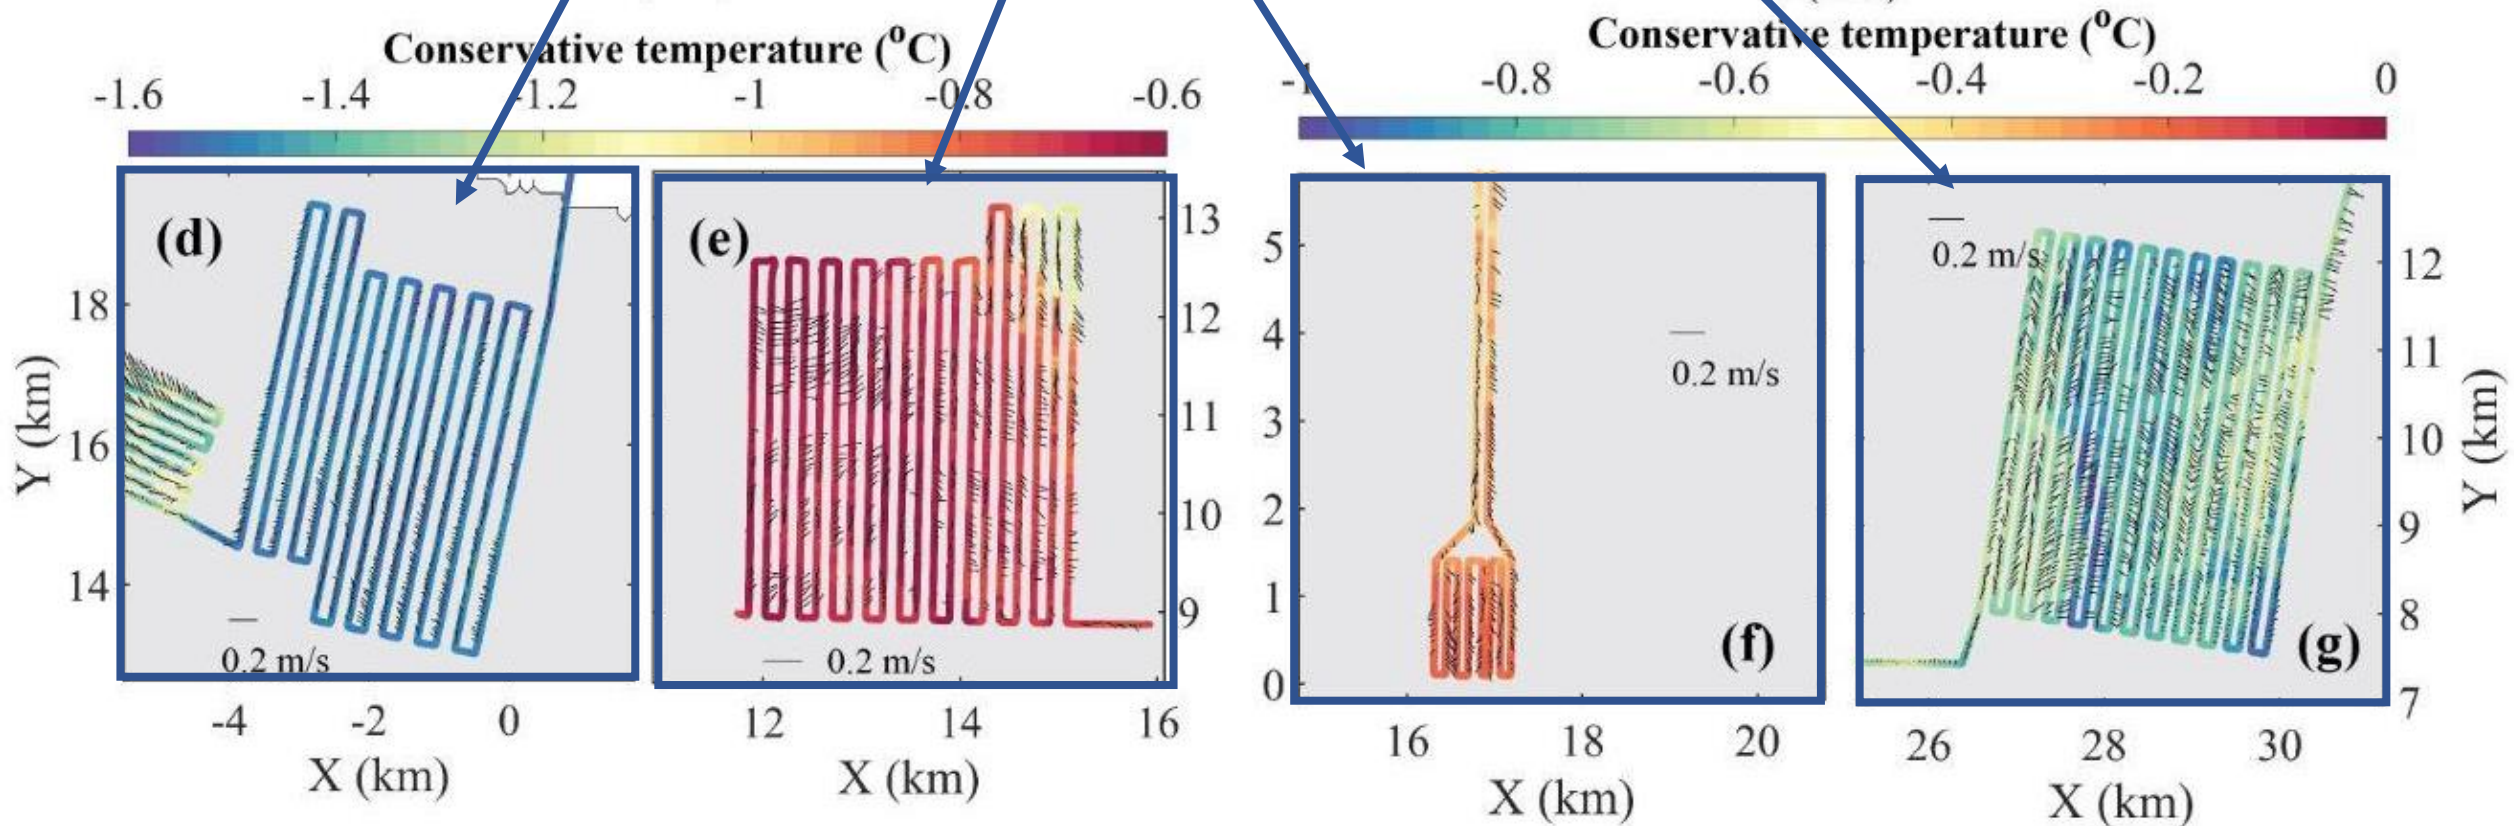 Conservative temperature (°C)
-1.6 -1.4 -1.2 -1 -0.8 -0.6
Conservative temperature (°C)
-1 -0.8 -0.6 -0.4 -0.2 0
(d)
18
16
14
Y (km)
0.2 m/s
-4 -2 0
X (km)
(e)
13
12
11
10
9
0.2 m/s
12 14 16
X (km)
5
4
3
2
1
0
0.2 m/s
(f)
16 18 20
X (km)
0.2 m/s
12
11
10
9
8
7
Y (km)
(g)
26 28 30
X (km)